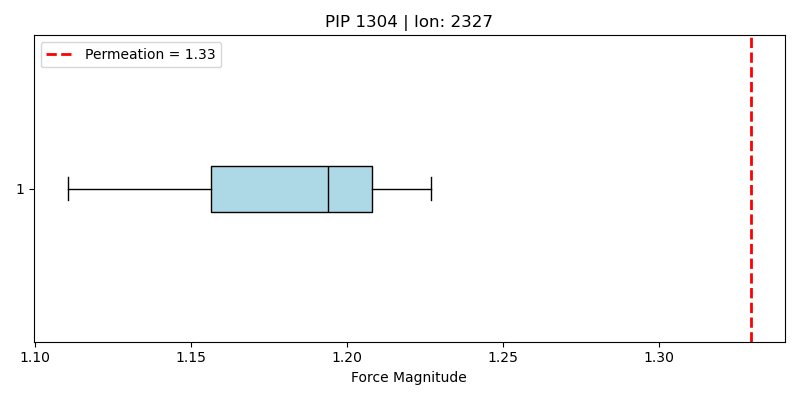 PIP 1304 | Ion: 2327
Permeation = 1.33
1
1.10 1.15 1.20 1.25 1.30
Force Magnitude